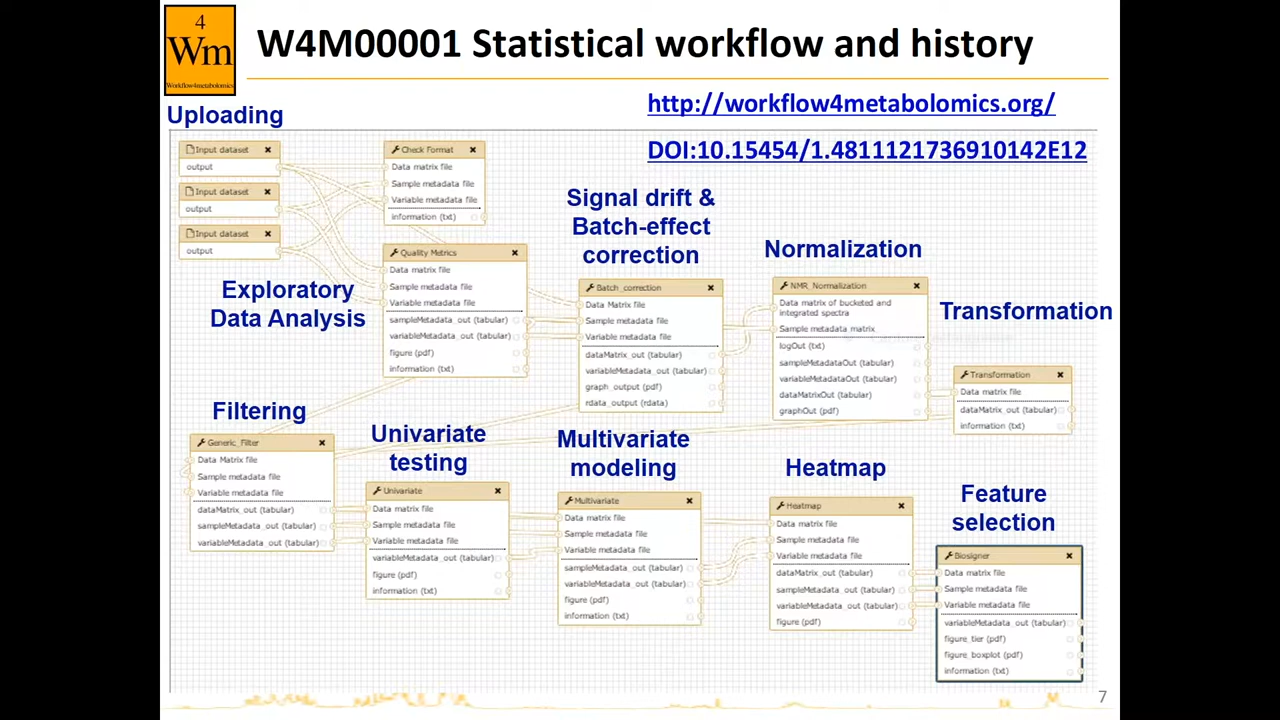 4
Wm
Workflow4metabolomics
W4M00001 Statistical workflow and history
http://workflow4metabolomics.org/
DOI:10.15454/1.4811121736910142E12
Uploading
Input dataset
output
Input dataset
output
Input dataset
output
Check Format
Data matrix file
Sample metadata file
Variable metadata file
information (txt)
Exploratory
Data Analysis
Quality Metrics
Data matrix file
Sample metadata file
Variable metadata file
sampleMetadata_out (tabular)
variableMetadata_out (tabular)
figure (pdf)
information (txt)
Signal drift &
Batch-effect
correction
Batch_correction
Data Matrix file
Sample metadata file
Variable metadata file
dataMatrix_out (tabular)
variableMetadata_out (tabular)
graph_output (pdf)
rdata_output (rdata)
Normalization
NMR_Normalization
Data matrix of bucketed and
integrated spectra
Sample metadata matrix
logOut (txt)
sampleMetadataOut (tabular)
variableMetadataOut (tabular)
dataMatrixOut (tabular)
graphOut (pdf)
Transformation
Transformation
Data matrix file
dataMatrix_out (tabular)
information (txt)
Filtering
Generic_Filter
Data Matrix file
Sample metadata file
Variable metadata file
dataMatrix_out (tabular)
sampleMetadata_out (tabular)
variableMetadata_out (tabular)
Univariate
testing
Univariate
Data matrix file
Sample metadata file
Variable metadata file
variableMetadata_out (tabular)
figure (pdf)
information (txt)
Multivariate
modeling
Multivariate
Data matrix file
Sample metadata file
Variable metadata file
sampleMetadata_out (tabular)
variableMetadata_out (tabular)
figure (pdf)
information (txt)
Heatmap
Heatmap
Data matrix file
Sample metadata file
Variable metadata file
dataMatrix_out (tabular)
sampleMetadata_out (tabular)
variableMetadata_out (tabular)
figure (pdf)
Feature
selection
Biosigner
Data matrix file
Sample metadata file
Variable metadata file
variableMetadata_out (tabular)
figure_tier (pdf)
figure_boxplot (pdf)
information (txt)
7